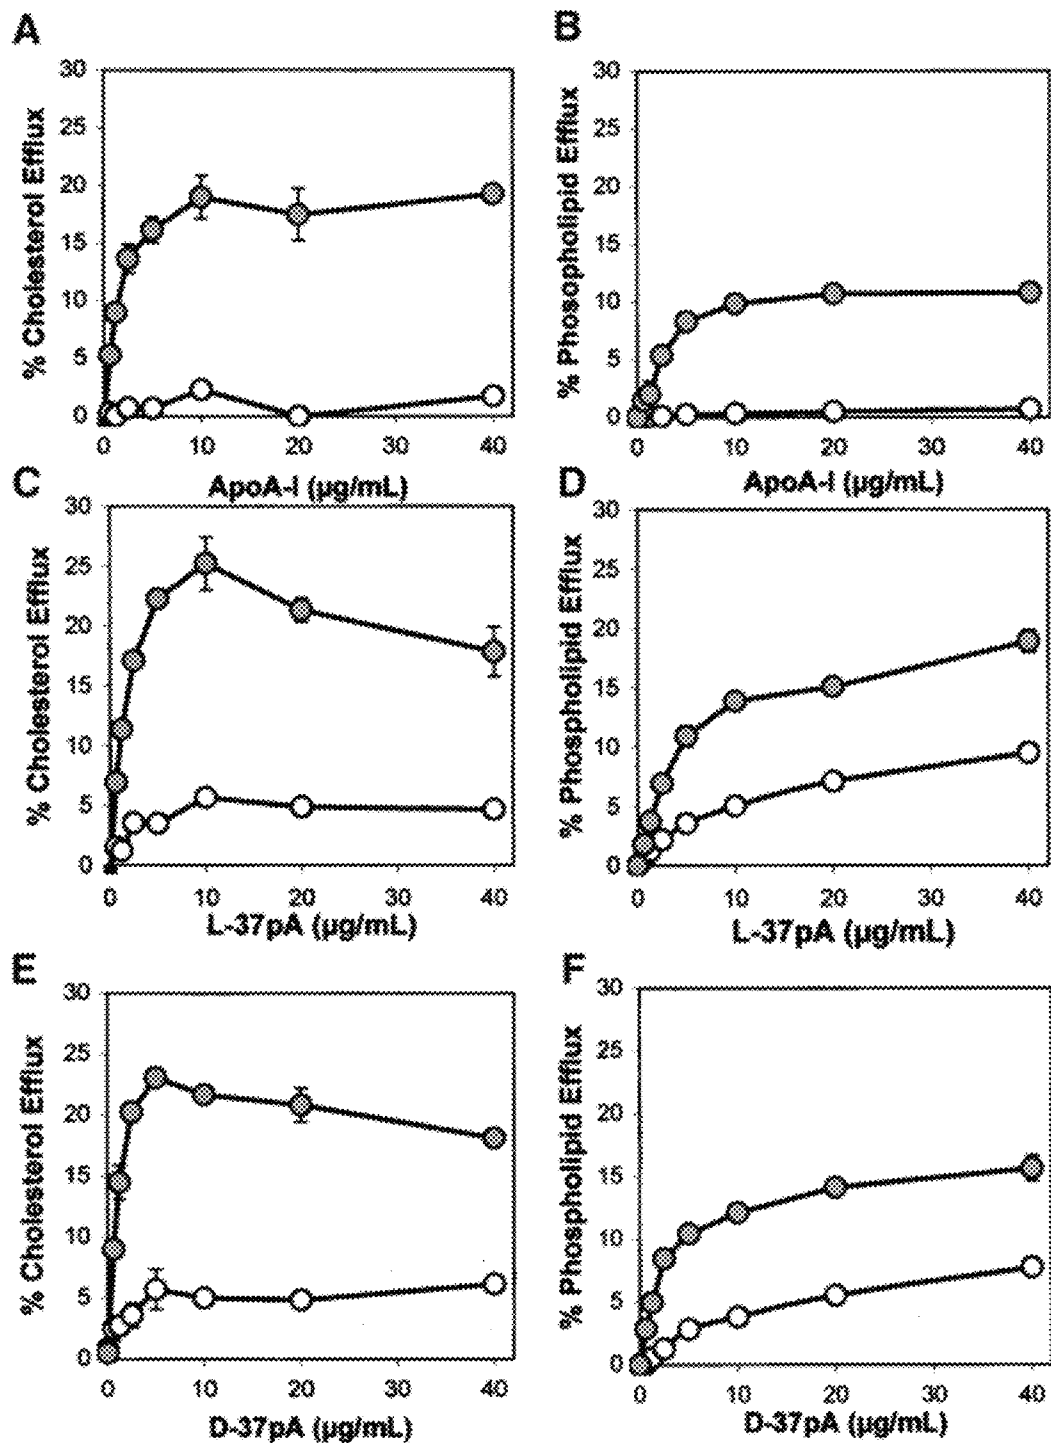 A
30
25
20
15
10
5
0
% Cholesterol Efflux
0 10 20 30 40
ApoA-I (µg/mL)
B
30
25
20
15
10
5
0
% Phosopholipid Efflux
0 10 20 30 40
ApoA-I (µg/mL)
C
30
25
20
15
10
5
0
% Cholesterol Efflux
0 10 20 30 40
L-37pA (µg/mL)
D
30
25
20
15
10
5
0
% Phospholipid Efflux
0 10 20 30 40
L-37pA (µg/mL)
E
30
25
20
15
10
5
0
% Cholesterol Efflux
0 10 20 30 40
D-37pA (µg/mL)
F
30
25
20
15
10
5
0
% Phospholipid Efflux
0 10 20 30 40
D-37pA (µg/mL)